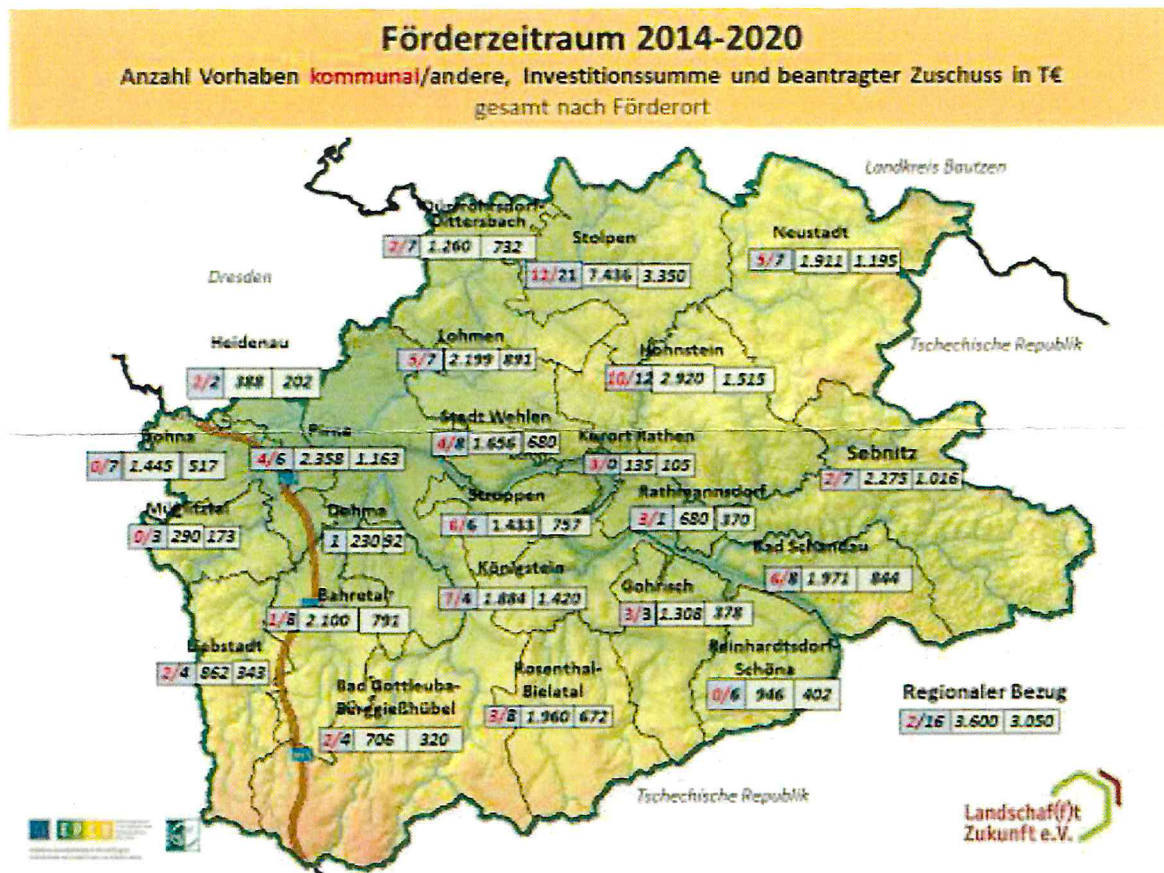 Förderzeitraum 2014-2020
Anzahl Vorhaben kommunal/andere, Investitionssumme und beantragter Zuschuss in T€
gesamt nach Förderort
Landkreis Bautzen
Dürrröhrsdorf-
Dittersbach
2/7 1.260 732
Stolpen
11/21 7.436 3.350
Neustadt
5/7 1.911 1.195
Dresden
Tschechische Republik
Heidenau
2/2 388 202
Lohmen
5/7 2.199 891
Hohnstein
10/12 2.920 1.515
Dohna
0/7 1.445 517
Pirna
4/6 2.358 1.163
Stadt Wehlen
4/8 1.656 680
Kurort Rathen
3/0 135 105
Sebnitz
2/7 2.275 1.016
Müglitztal
0/3 290 173
Dohma
1 230 92
Struppen
6/6 1.433 757
Rathmannsdorf
3/1 680 370
Bad Schandau
6/8 1.971 844
Bahretal
1/8 2.100 791
Königstein
7/4 1.884 1.420
Gohrisch
3/3 1.308 378
Liebstadt
2/4 862 343
Bad Gottleuba-
Berggießhübel
2/4 706 320
Rosenthal-
Bielatal
3/8 1.960 672
Reinhardtsdorf-
Schöna
0/6 946 402
Regionaler Bezug
2/16 3.600 3.050
Tschechische Republik
Landschaf(f)t
Zukunft e.V.